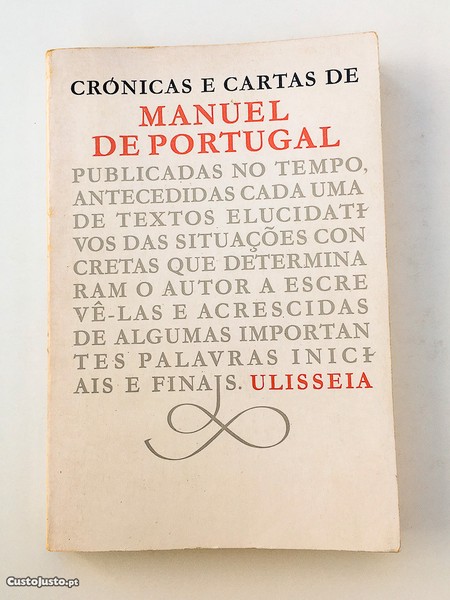 CRÓNICAS E CARTAS DE
MANUEL
DE PORTUGAL
PUBLICADAS NO TEMPO,
ANTECEDIDAS CADA UMA
DE TEXTOS ELUCIDATI
VOS DAS SITUAÇÕES CON
CRETAS QUE DETERMINA
RAM O AUTOR A ESCRE
VÊ-LAS E ACRESCIDAS
DE ALGUMAS IMPORTAN
TES PALAVRAS INICI
AIS E FINAIS. ULISSEIA
CustoJusto.pt